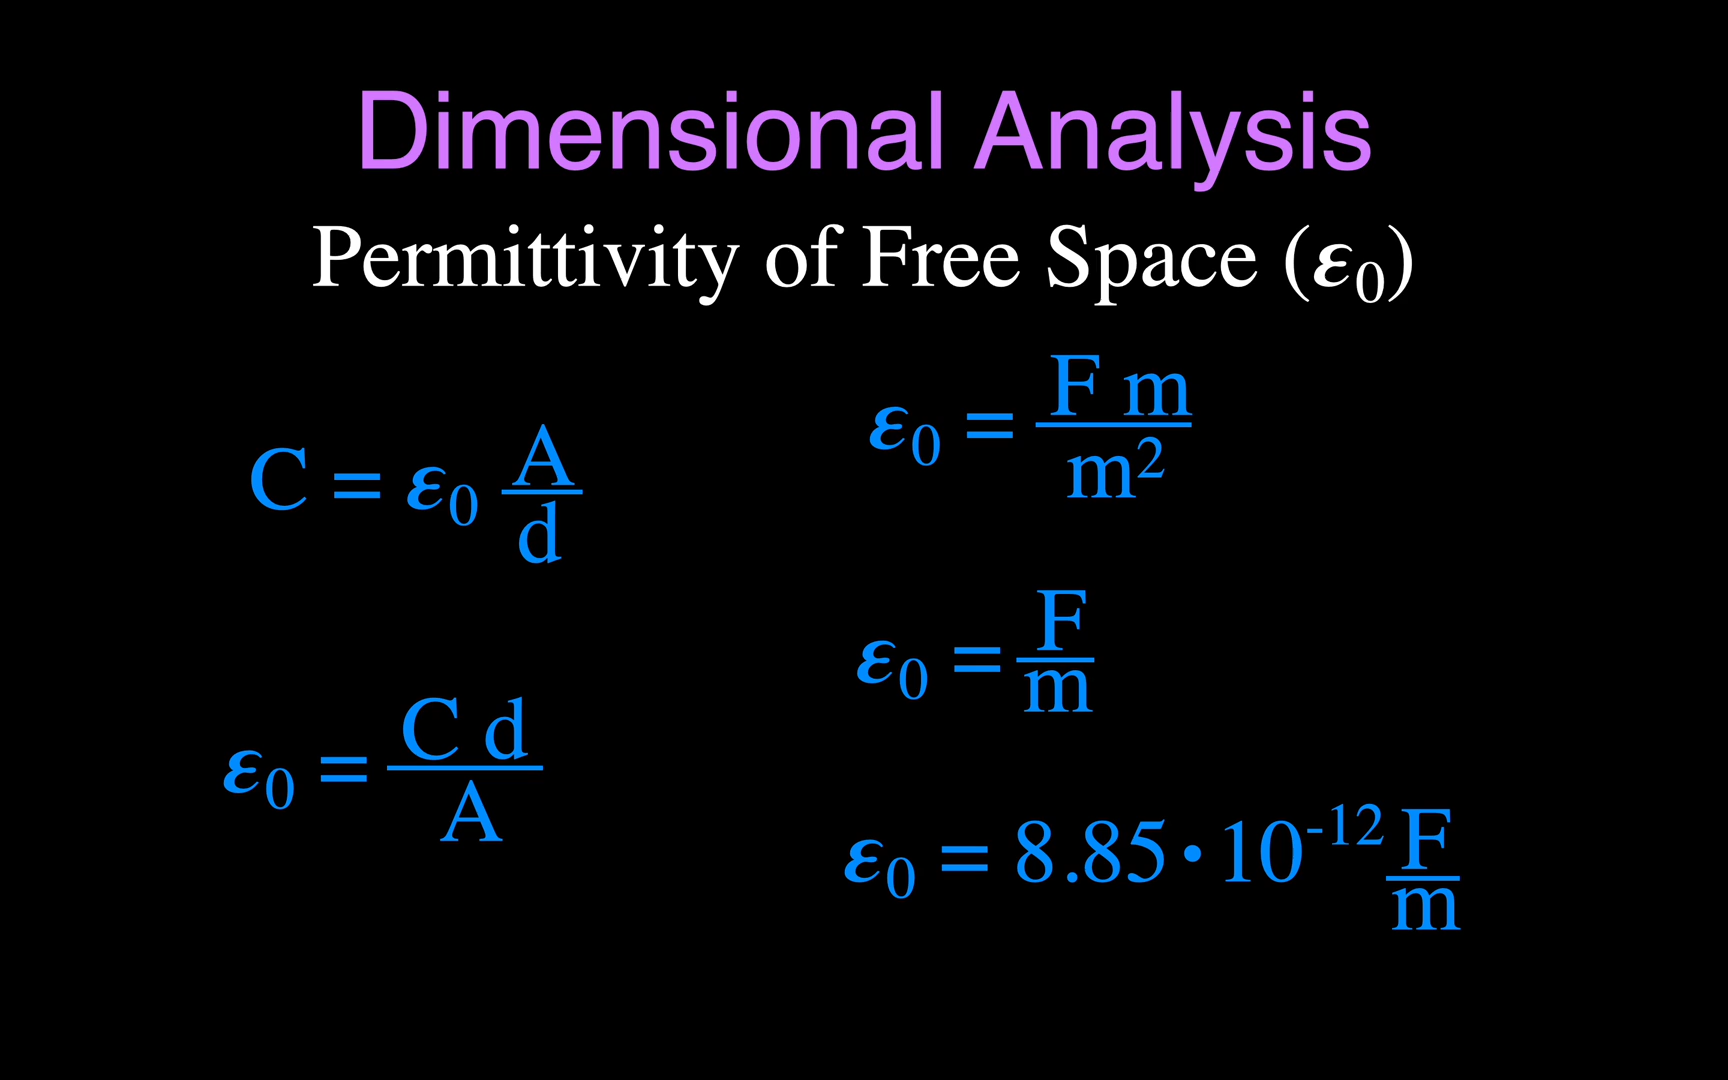 Dimensional Analysis
Permittivity of Free Space (ε₀)
C = ε₀ A/d
ε₀ = C d/A
ε₀ = F m/m²
ε₀ = F/m
ε₀ = 8.85•10⁻¹² F/m